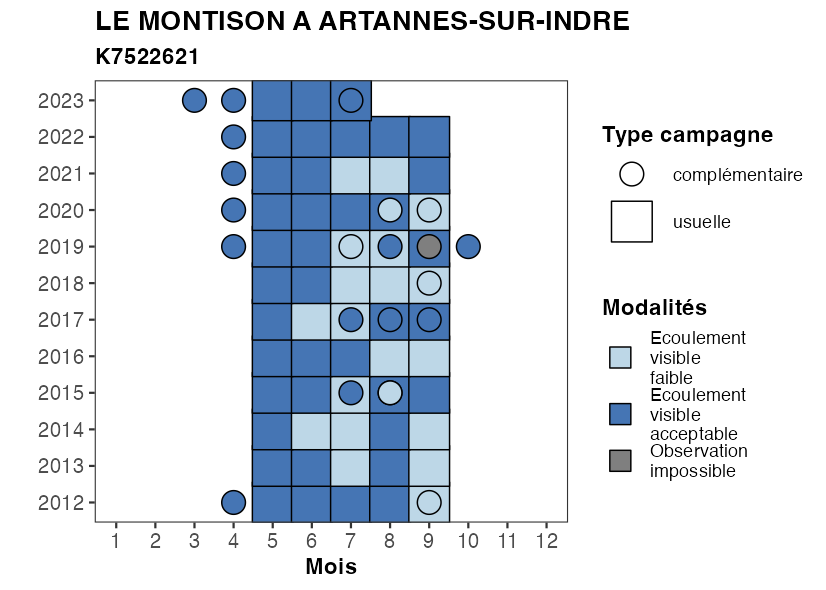 LE MONTISON A ARTANNES-SUR-INDRE
K7522621
2023
2022
2021
2020
2019
2018
2017
2016
2015
2014
2013
2012
1 2 3 4 5 6 7 8 9 10 11 12
Mois
Type campagne
complémentaire
usuelle
Modalités
Ecoulement
visible
faible
Ecoulement
visible
acceptable
Observation
impossible